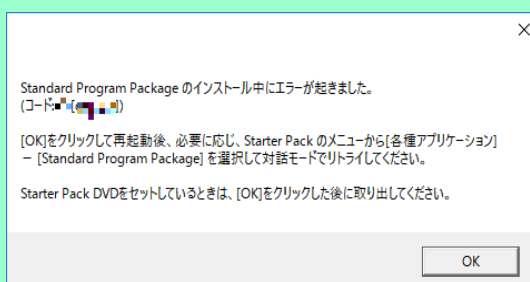 Standard Program Package のインストール中にエラーが起きました。
(コード:
[OK]をクリックして再起動後、必要に応じ、Starter Pack のメニューから[各種アプリケーション]
－ [Standard Program Package] を選択して対話モードでリトライしてください。
Starter Pack DVDをセットしているときは、[OK]をクリックした後に取り出してください。
OK